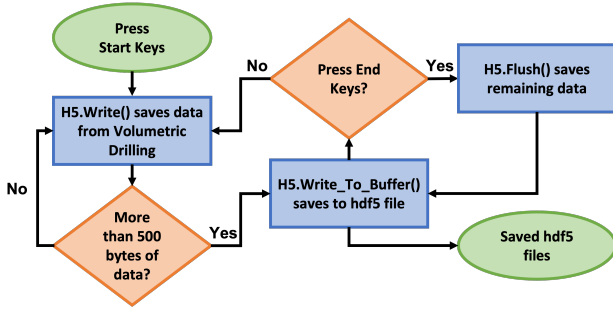 Press
Start Keys
H5.Write() saves data
from Volumetric
Drilling
No
More
than 500
bytes of
data?
Yes
No
Press End
Keys?
Yes
H5.Flush() saves
remaining data
H5.Write_To_Buffer()
saves to hdf5 file
Saved hdf5
files